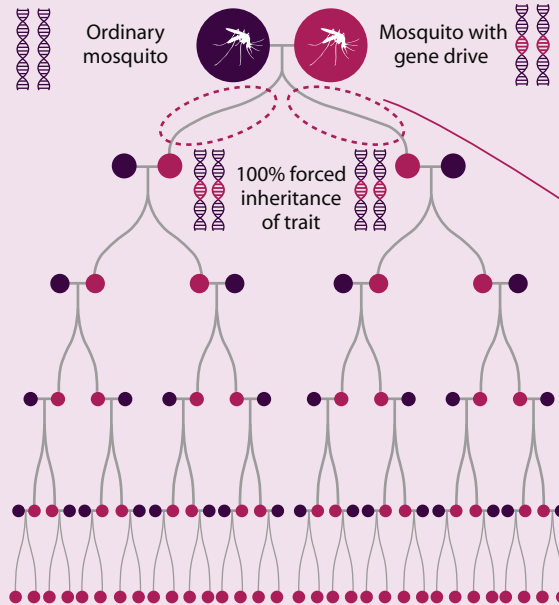 Ordinary
mosquito
Mosquito with
gene drive
100% forced
inheritance
of trait